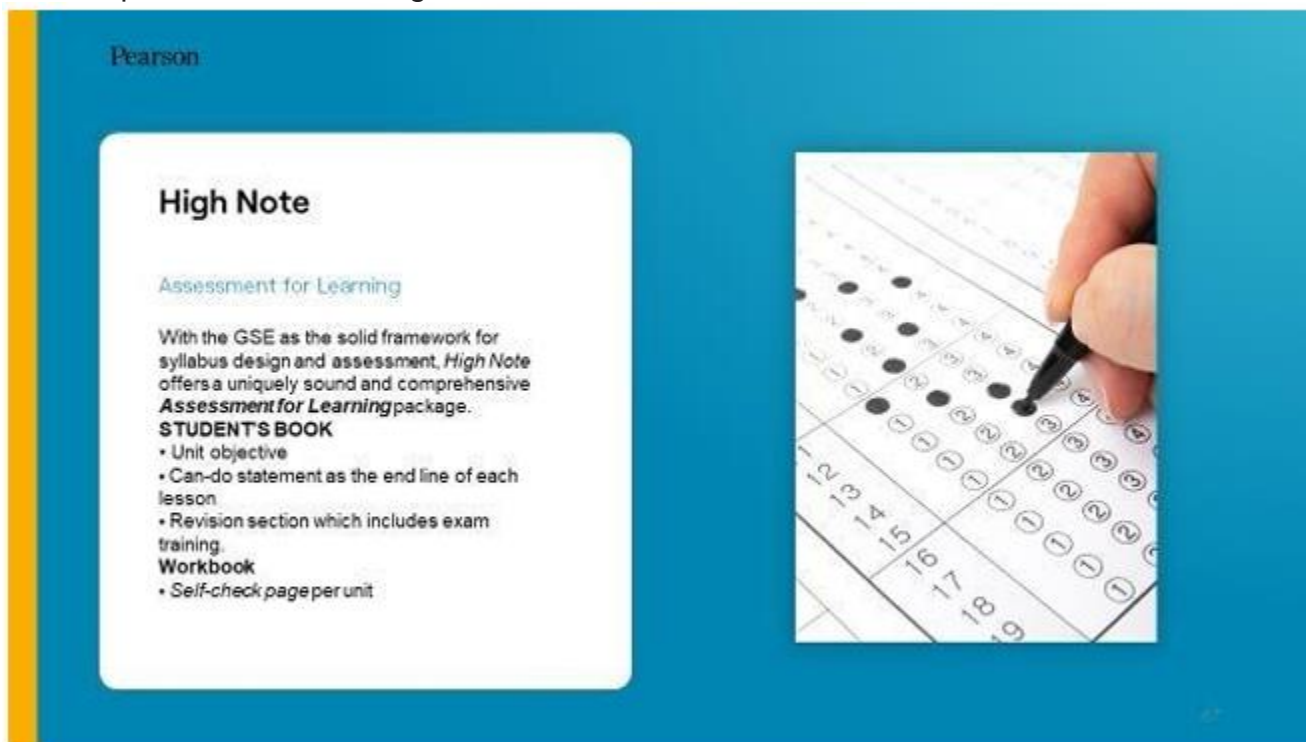 Pearson
High Note
Assessment for Learning
With the GSE as the solid framework for
syllabus design and assessment, High Note
offers a uniquely sound and comprehensive
Assessment for Learning package.
STUDENT'S BOOK
• Unit objective
• Can-do statement as the end line of each
lesson
• Revision section which includes exam
training.
Workbook
• Self-check page per unit
12
13
14
15
16
17
18
19